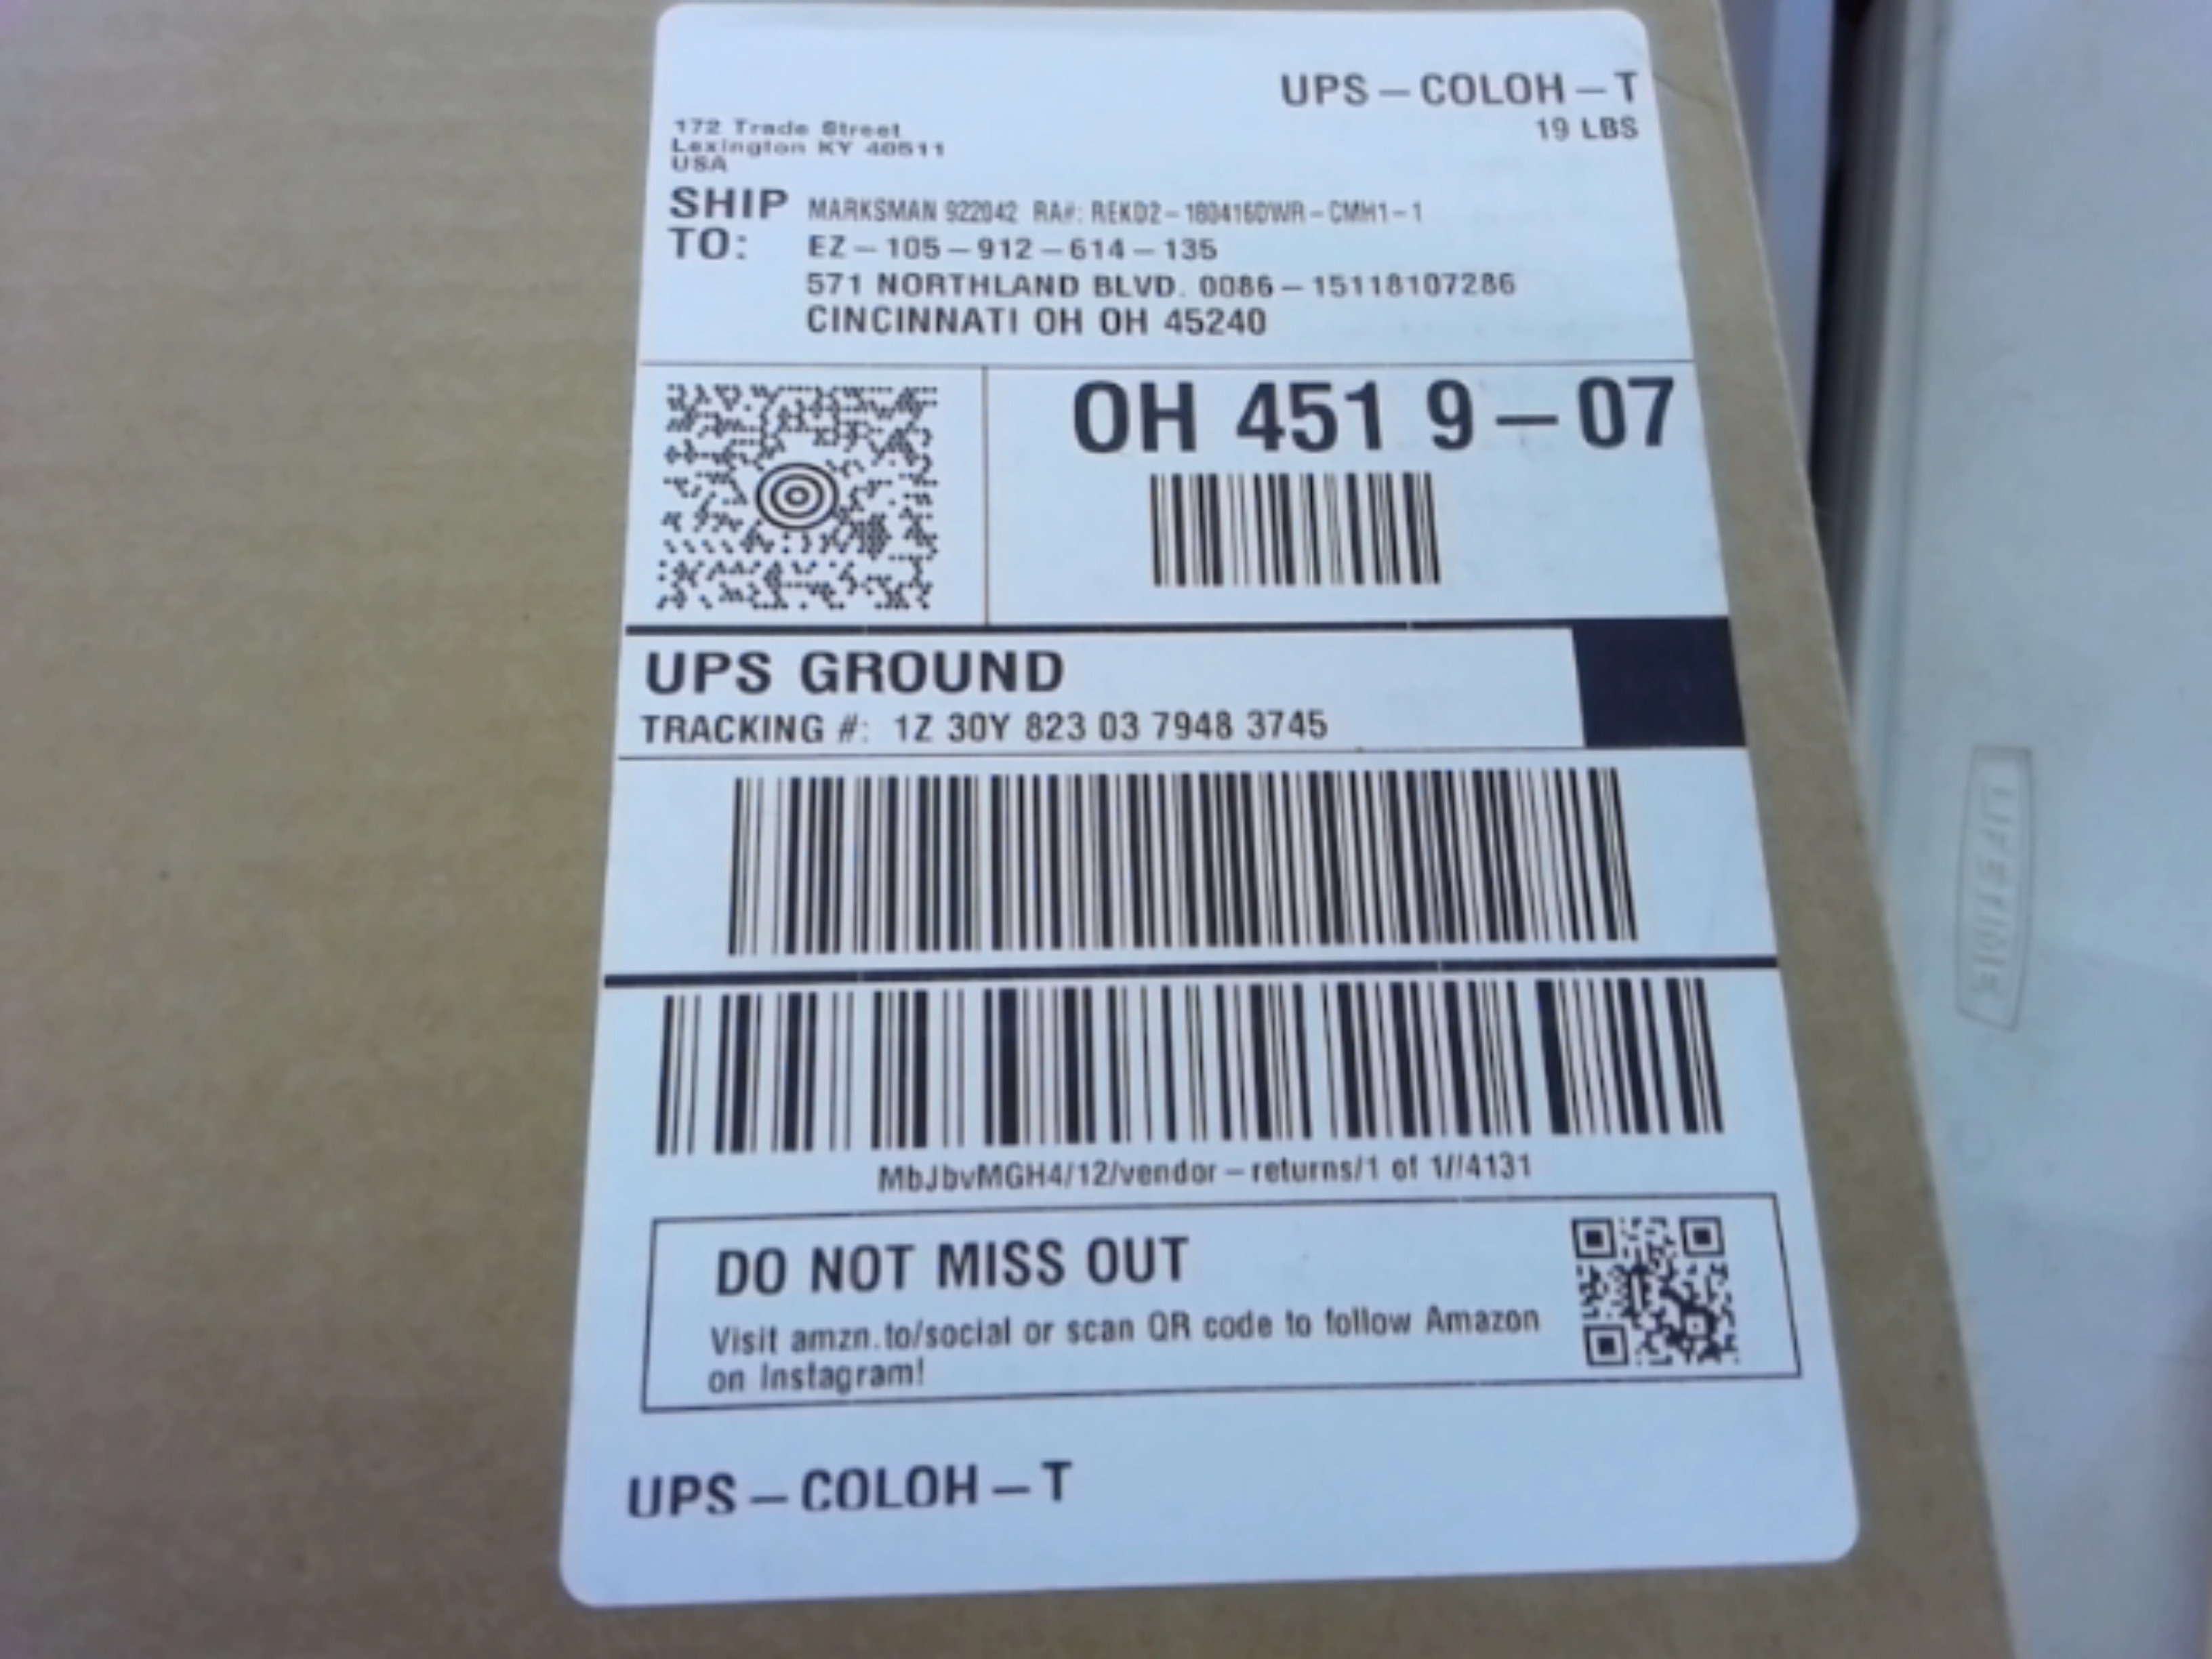 UPS – COLOH – T
19 LBS
172 Trade Street
Lexington KY 40511
USA
SHIP TO:
MARKSMAN 922042 RA#: REKD2-180416DWR-CMH1-1
EZ – 105 – 912 – 614 – 135
571 NORTHLAND BLVD. 0086 – 15118107286
CINCINNATI OH OH 45240
OH 451 9 – 07
UPS GROUND
TRACKING #: 1Z 30Y 823 03 7948 3745
MbJbvMGH4/12/vendor – returns/1 of 1//4131
DO NOT MISS OUT
Visit amzn.to/social or scan QR code to follow Amazon
on Instagram!
UPS – COLOH – T
LIFETIME